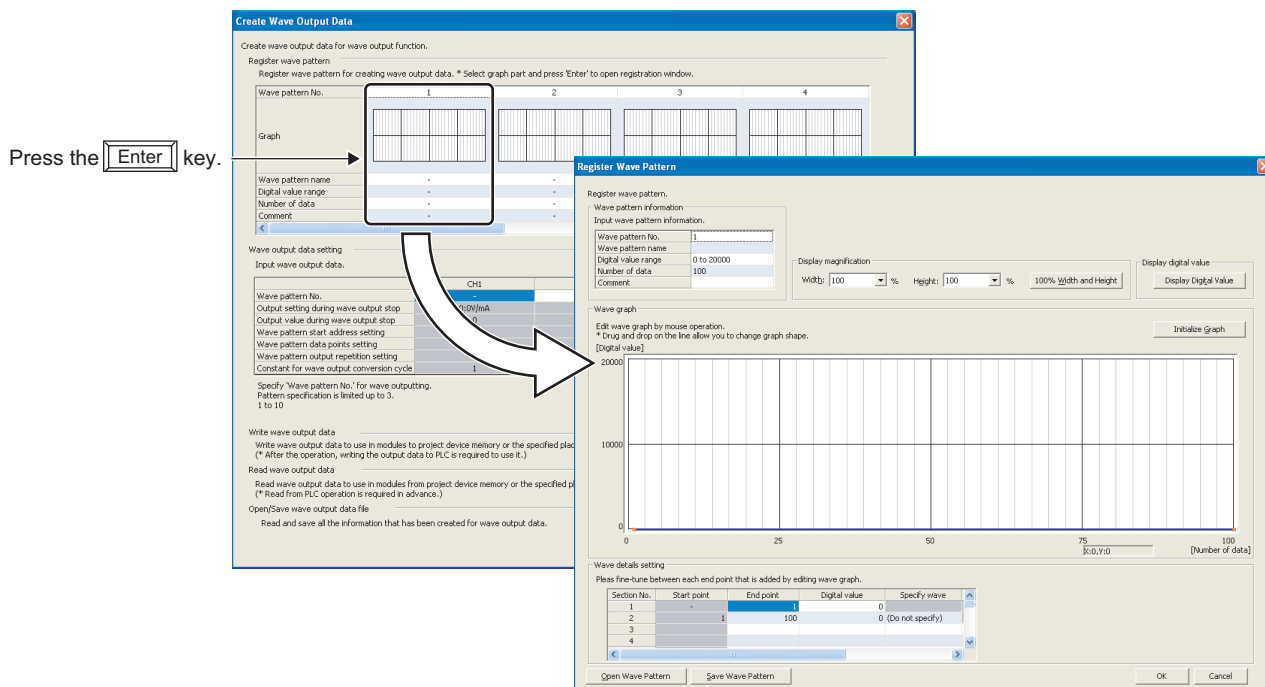 Press the Enter key.
Create Wave Output Data
Create wave output data for wave output function.
Register wave pattern
Register wave pattern for creating wave output data. * Select graph part and press 'Enter' to open registration window.
Wave pattern No. 1 2 3 4
Graph
Wave pattern name - -
Digital value range - -
Number of data - -
Comment - -
Wave output data setting
Input wave output data.
CH1
Wave pattern No. -
Output setting during wave output stop 0:0V/mA
Output value during wave output stop 0
Wave pattern start address setting
Wave pattern data points setting
Wave pattern output repetition setting
Constant for wave output conversion cycle 1
Specify 'Wave pattern No.' for wave outputting.
Pattern specification is limited up to 3.
1 to 10
Write wave output data
Write wave output data to use in modules to project device memory or the specified plac
(* After the operation, writing the output data to PLC is required to use it.)
Read wave output data
Read wave output data to use in modules from project device memory or the specified pl
(* Read from PLC operation is required in advance.)
Open/Save wave output data file
Read and save all the information that has been created for wave output data.
Register Wave Pattern
Register wave pattern.
Wave pattern information
Input wave pattern information.
Wave pattern No. 1
Wave pattern name
Digital value range 0 to 20000
Number of data 100
Comment
Display magnification
Width: 100 % Height: 100 % 100% Width and Height
Display digital value
Display Digital Value
Wave graph
Edit wave graph by mouse operation.
* Drug and drop on the line allow you to change graph shape.
Initialize Graph
[Digital value]
20000
10000
0
0 25 50 75 100
X:0,Y:0 [Number of data]
Wave details setting
Pleas fine-tune between each end point that is added by editing wave graph.
Section No. Start point End point Digital value Specify wave
1 - 1 0
2 1 100 0 (Do not specify)
3
4
Open Wave Pattern Save Wave Pattern OK Cancel